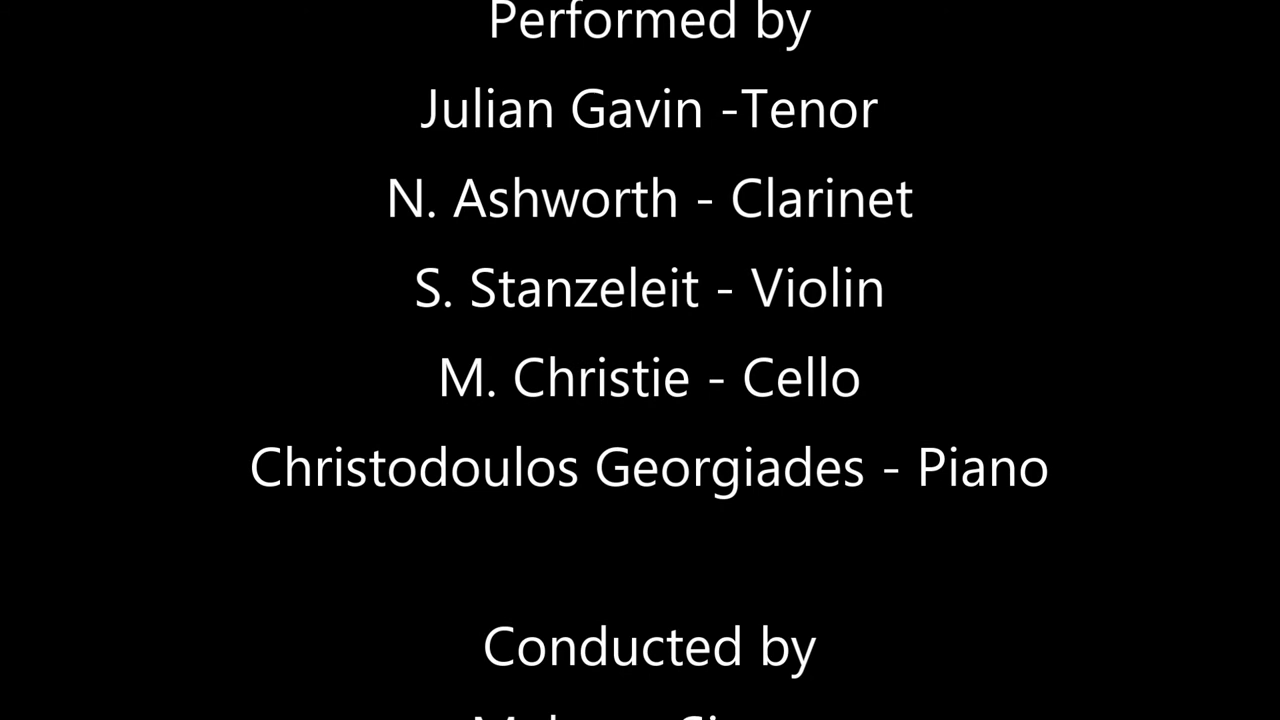 Performed by
Julian Gavin -Tenor
N. Ashworth - Clarinet
S. Stanzeleit - Violin
M. Christie - Cello
Christodoulos Georgiades - Piano
Conducted by